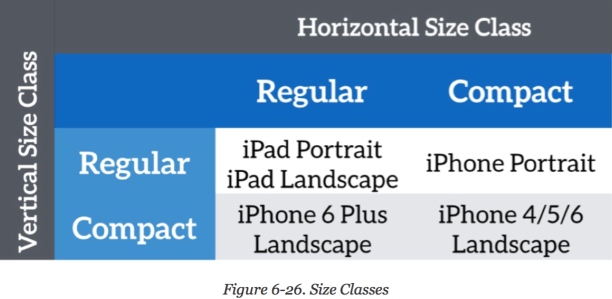 Horizontal Size Class
Vertical Size Class
Regular Compact
Regular
iPad Portrait
iPad Landscape
iPhone Portrait
Compact
iPhone 6 Plus
Landscape
iPhone 4/5/6
Landscape
Figure 6-26. Size Classes